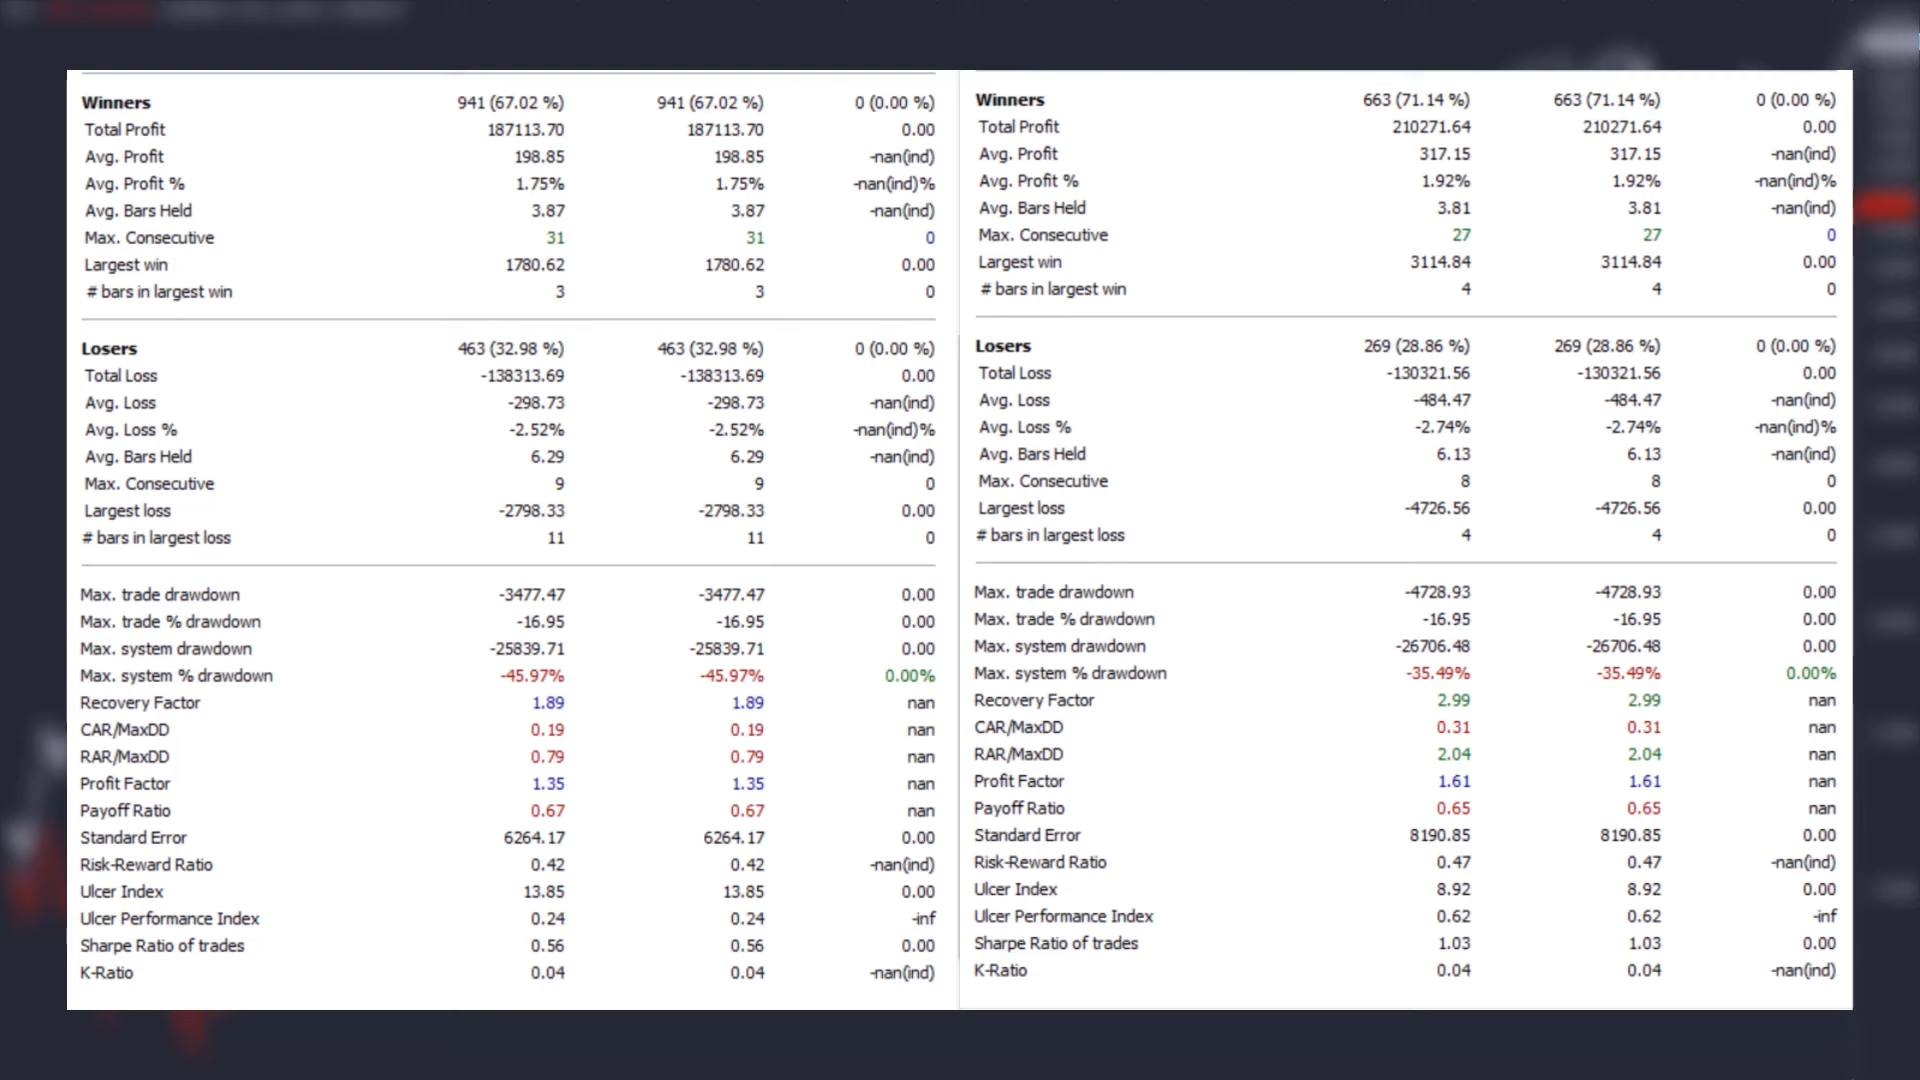 Winners 941 (67.02 %) 941 (67.02 %) 0 (0.00 %)
Total Profit 187113.70 187113.70 0.00
Avg. Profit 198.85 198.85 -nan(ind)
Avg. Profit % 1.75% 1.75% -nan(ind)%
Avg. Bars Held 3.87 3.87 -nan(ind)
Max. Consecutive 31 31 0
Largest win 1780.62 1780.62 0.00
# bars in largest win 3 3 0
Losers 463 (32.98 %) 463 (32.98 %) 0 (0.00 %)
Total Loss -138313.69 -138313.69 0.00
Avg. Loss -298.73 -298.73 -nan(ind)
Avg. Loss % -2.52% -2.52% -nan(ind)%
Avg. Bars Held 6.29 6.29 -nan(ind)
Max. Consecutive 9 9 0
Largest loss -2798.33 -2798.33 0.00
# bars in largest loss 11 11 0
Max. trade drawdown -3477.47 -3477.47 0.00
Max. trade % drawdown -16.95 -16.95 0.00
Max. system drawdown -25839.71 -25839.71 0.00
Max. system % drawdown -45.97% -45.97% 0.00%
Recovery Factor 1.89 1.89 nan
CAR/MaxDD 0.19 0.19 nan
RAR/MaxDD 0.79 0.79 nan
Profit Factor 1.35 1.35 nan
Payoff Ratio 0.67 0.67 nan
Standard Error 6264.17 6264.17 0.00
Risk-Reward Ratio 0.42 0.42 -nan(ind)
Ulcer Index 13.85 13.85 0.00
Ulcer Performance Index 0.24 0.24 -inf
Sharpe Ratio of trades 0.56 0.56 0.00
K-Ratio 0.04 0.04 -nan(ind)
Winners 663 (71.14 %) 663 (71.14 %) 0 (0.00 %)
Total Profit 210271.64 210271.64 0.00
Avg. Profit 317.15 317.15 -nan(ind)
Avg. Profit % 1.92% 1.92% -nan(ind)%
Avg. Bars Held 3.81 3.81 -nan(ind)
Max. Consecutive 27 27 0
Largest win 3114.84 3114.84 0.00
# bars in largest win 4 4 0
Losers 269 (28.86 %) 269 (28.86 %) 0 (0.00 %)
Total Loss -130321.56 -130321.56 0.00
Avg. Loss -484.47 -484.47 -nan(ind)
Avg. Loss % -2.74% -2.74% -nan(ind)%
Avg. Bars Held 6.13 6.13 -nan(ind)
Max. Consecutive 8 8 0
Largest loss -4726.56 -4726.56 0.00
# bars in largest loss 4 4 0
Max. trade drawdown -4728.93 -4728.93 0.00
Max. trade % drawdown -16.95 -16.95 0.00
Max. system drawdown -26706.48 -26706.48 0.00
Max. system % drawdown -35.49% -35.49% 0.00%
Recovery Factor 2.99 2.99 nan
CAR/MaxDD 0.31 0.31 nan
RAR/MaxDD 2.04 2.04 nan
Profit Factor 1.61 1.61 nan
Payoff Ratio 0.65 0.65 nan
Standard Error 8190.85 8190.85 0.00
Risk-Reward Ratio 0.47 0.47 -nan(ind)
Ulcer Index 8.92 8.92 0.00
Ulcer Performance Index 0.62 0.62 -inf
Sharpe Ratio of trades 1.03 1.03 0.00
K-Ratio 0.04 0.04 -nan(ind)